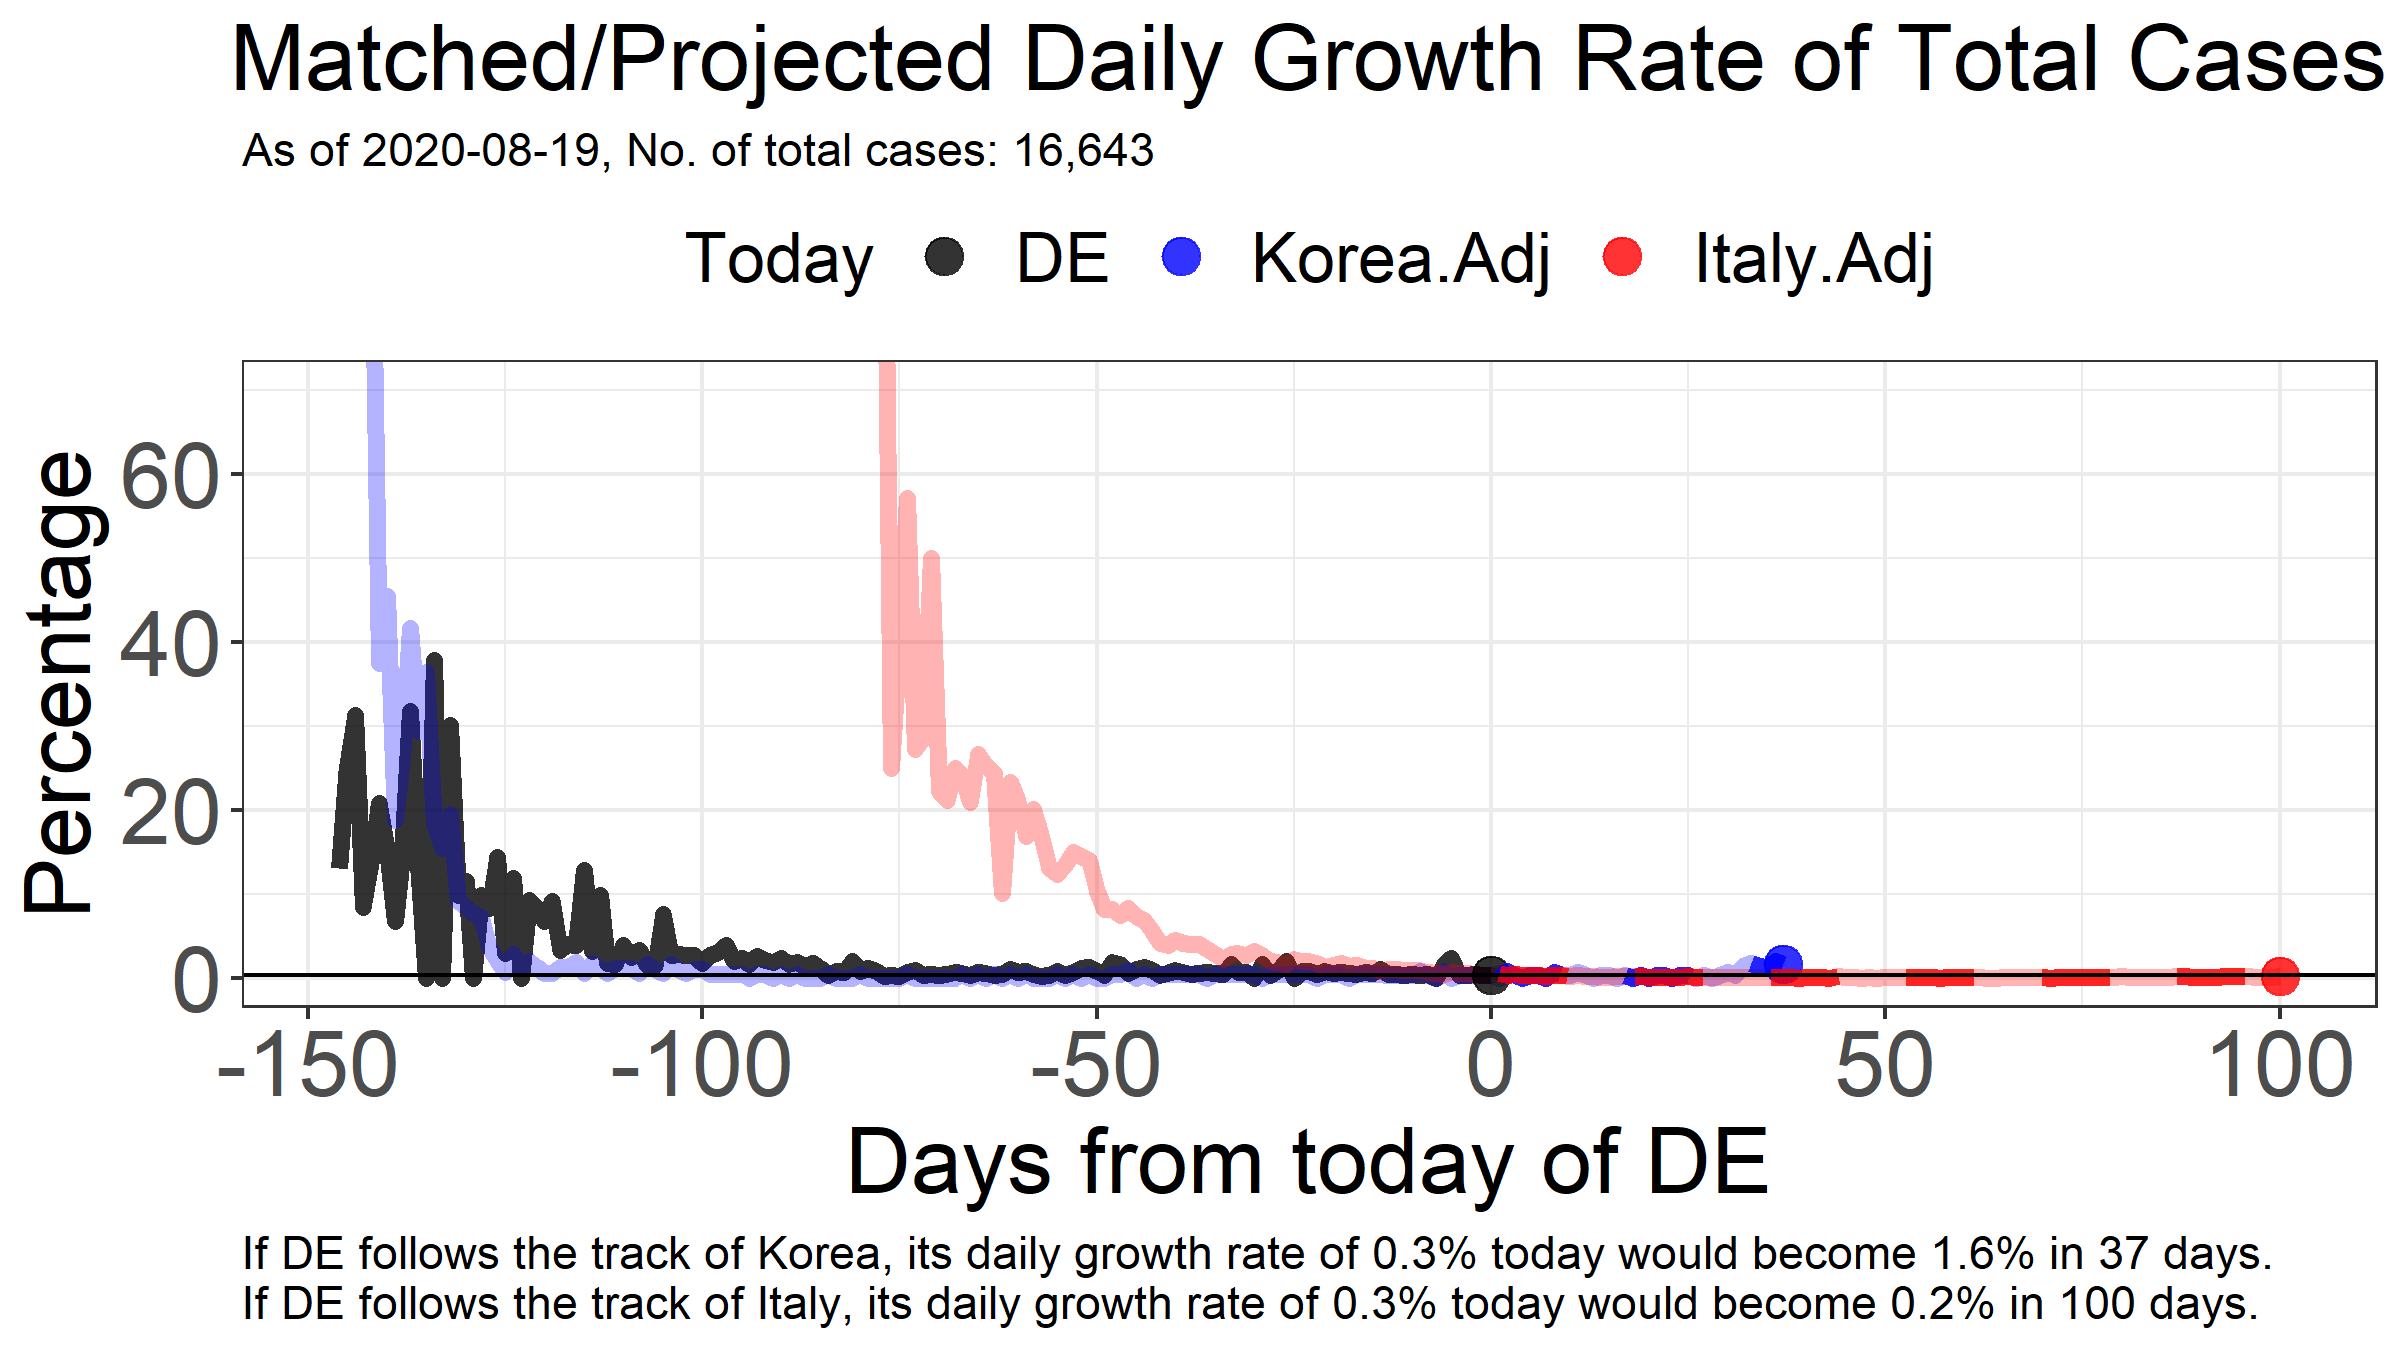 Matched/Projected Daily Growth Rate of Total Cases
As of 2020-08-19, No. of total cases: 16,643
Today DE Korea.Adj Italy.Adj
Percentage
60
40
20
0
-150 -100 -50 0 50 100
Days from today of DE
If DE follows the track of Korea, its daily growth rate of 0.3% today would become 1.6% in 37 days.
If DE follows the track of Italy, its daily growth rate of 0.3% today would become 0.2% in 100 days.